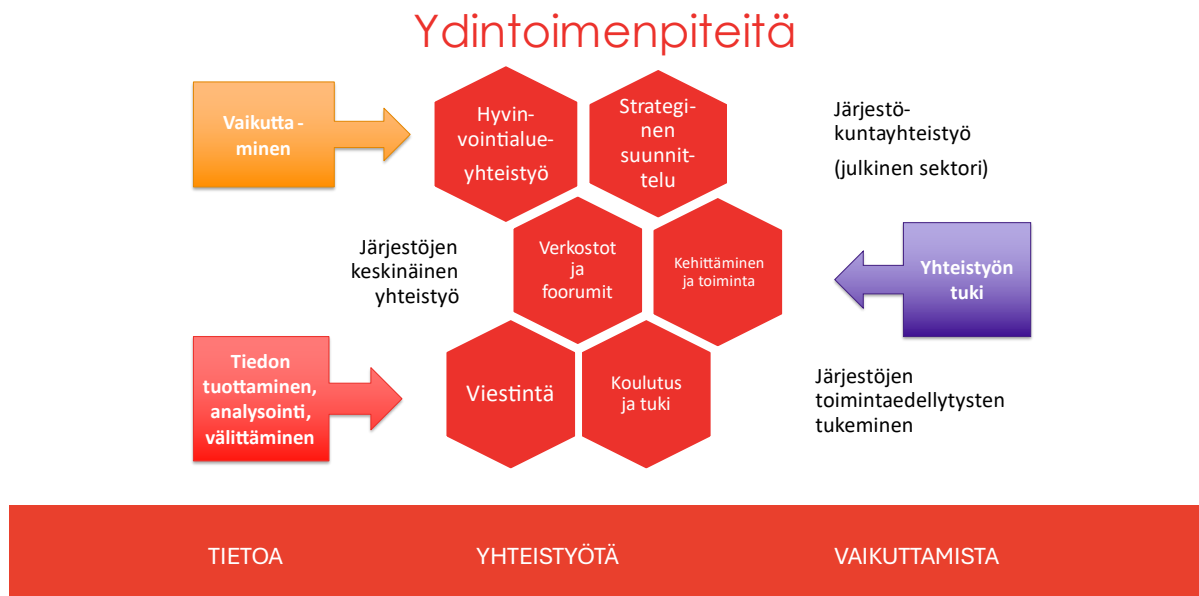 Ydintoimenpiteitä
Vaikutta -
minen
Hyvin-
vointialue-
yhteistyö
Strategi-
nen
suunnit-
telu
Järjestö-
kuntayhteistyö
(julkinen sektori)
Järjestöjen
keskinäinen
yhteistyö
Verkostot
ja
foorumit
Kehittäminen
ja toiminta
Yhteistyön
tuki
Tiedon
tuottaminen,
analysointi,
välittäminen
Viestintä
Koulutus
ja tuki
Järjestöjen
toimintaedellytysten
tukeminen
TIETOA
YHTEISTYÖTÄ
VAIKUTTAMISTA